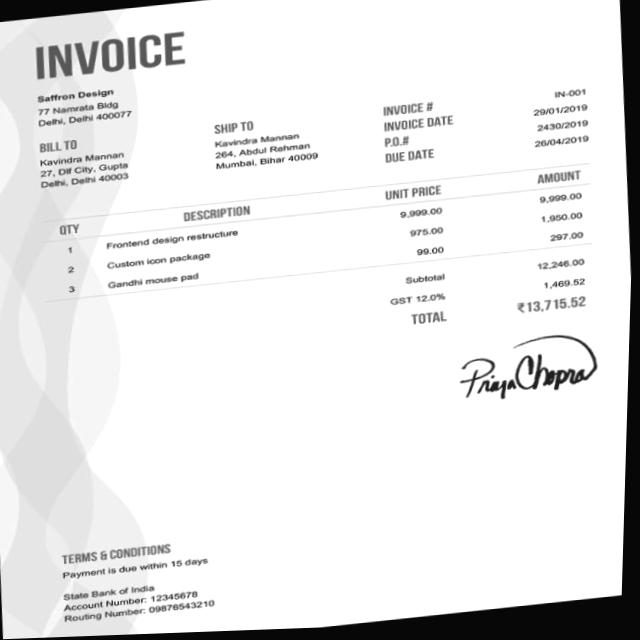 INVOICE
Saffron Design
77 Namrata Bldg
Delhi, Delhi 400077
BILL TO
Kavindra Mannan
27, Dlf City, Gupta
Delhi, Delhi 40003
SHIP TO
Kavindra Mannan
264, Abdul Rehman
Mumbai, Bihar 40009
INVOICE # IN-001
INVOICE DATE 29/01/2019
P.O.# 2430/2019
DUE DATE 26/04/2019
QTY DESCRIPTION UNIT PRICE AMOUNT
1 Frontend design restructure 9,999.00 9,999.00
2 Custom icon package 975.00 1,950.00
3 Gandhi mouse pad 99.00 297.00
Subtotal 12,246.00
GST 12.0% 1,469.52
TOTAL ₹13,715.52
Priya Chopra
TERMS & CONDITIONS
Payment is due within 15 days
State Bank of India
Account Number: 12345678
Routing Number: 09876543210